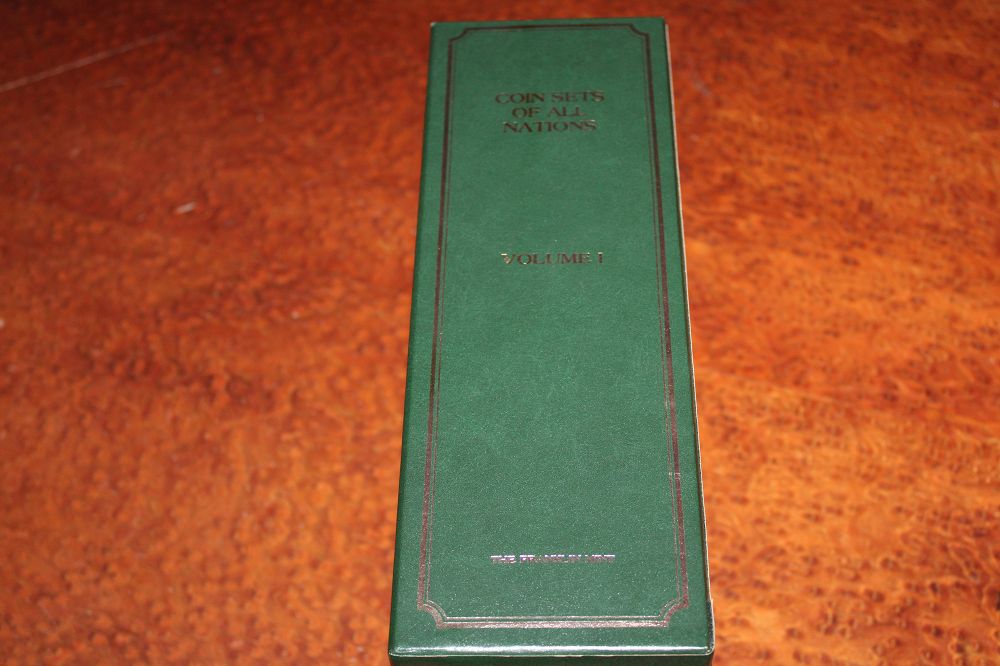 COIN SETS
OF ALL
NATIONS
VOLUME I
THE FRANKLIN MINT